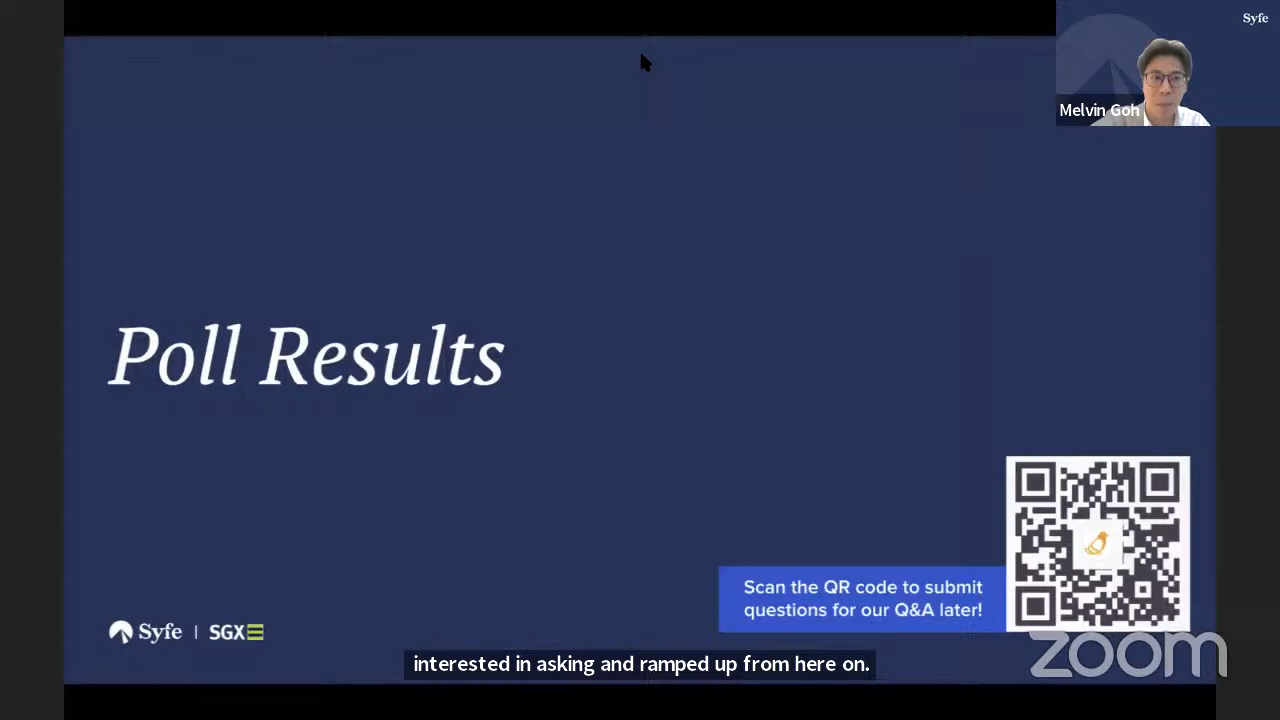 Syfe
Melvin Goh
Poll Results
Scan the QR code to submit
questions for our Q&A later!
Syfe | SGX
interested in asking and ramped up from here on.
zoom